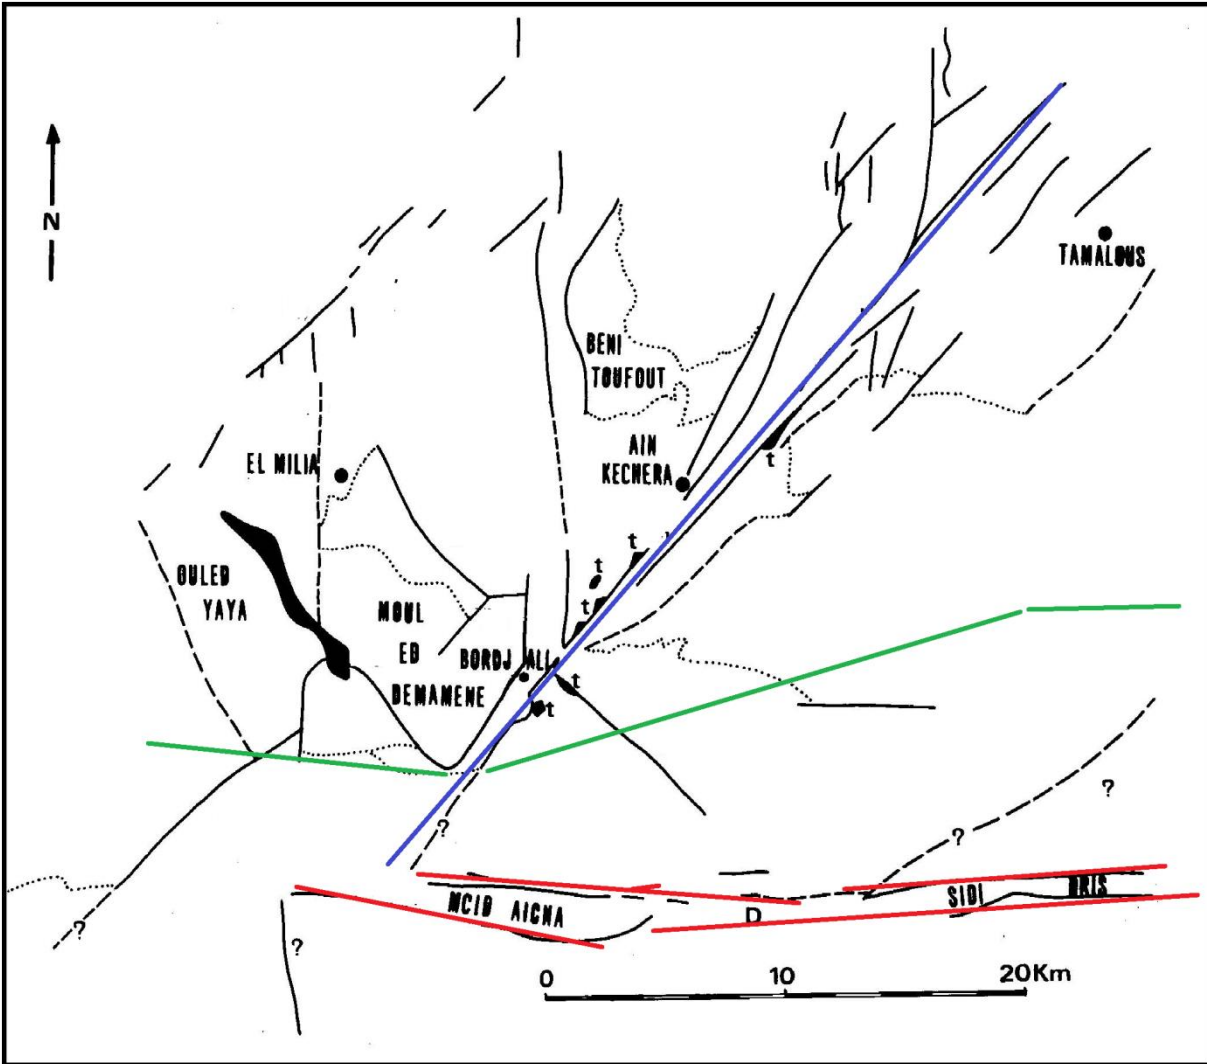 N
TAMALOUS
BENI
TOUFOUT
AIN
KECHERA
EL MILIA
t
OULED
YAYA
t
t
t
MOUL
ED
DEMAMENE
BORDJ ALI
t
t
?
?
?
?
?
MCID AICHA
D
SIDI
DRIS
0
10
20Km